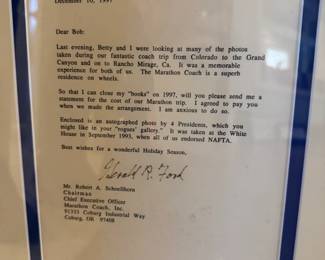 December 10, 1997
Dear Bob:
Last evening, Betty and I were looking at many of the photos
taken during our fantastic coach trip from Colorado to the Grand
Canyon and on to Rancho Mirage, Ca. It was a memorable
experience for both of us. The Marathon Coach is a superb
residence on wheels.
So that I can close my "books" on 1997, will you please send me a
statement for the cost of our Marathon trip. I agreed to pay you
when we made the arrangement. I am anxious to do so.
Enclosed is an autographed photo by 4 Presidents, which you
might like in your "rogues' gallery". It was taken at the White
House in September 1993, when all of us endorsed NAFTA.
Best wishes for a wonderful Holiday Season,
Gerald R. Ford
Mr. Robert A. Schoellhorn
Chairman
Chief Executive Officer
Marathon Coach, Inc.
91333 Coburg Industrial Way
Coburg, OR 97408